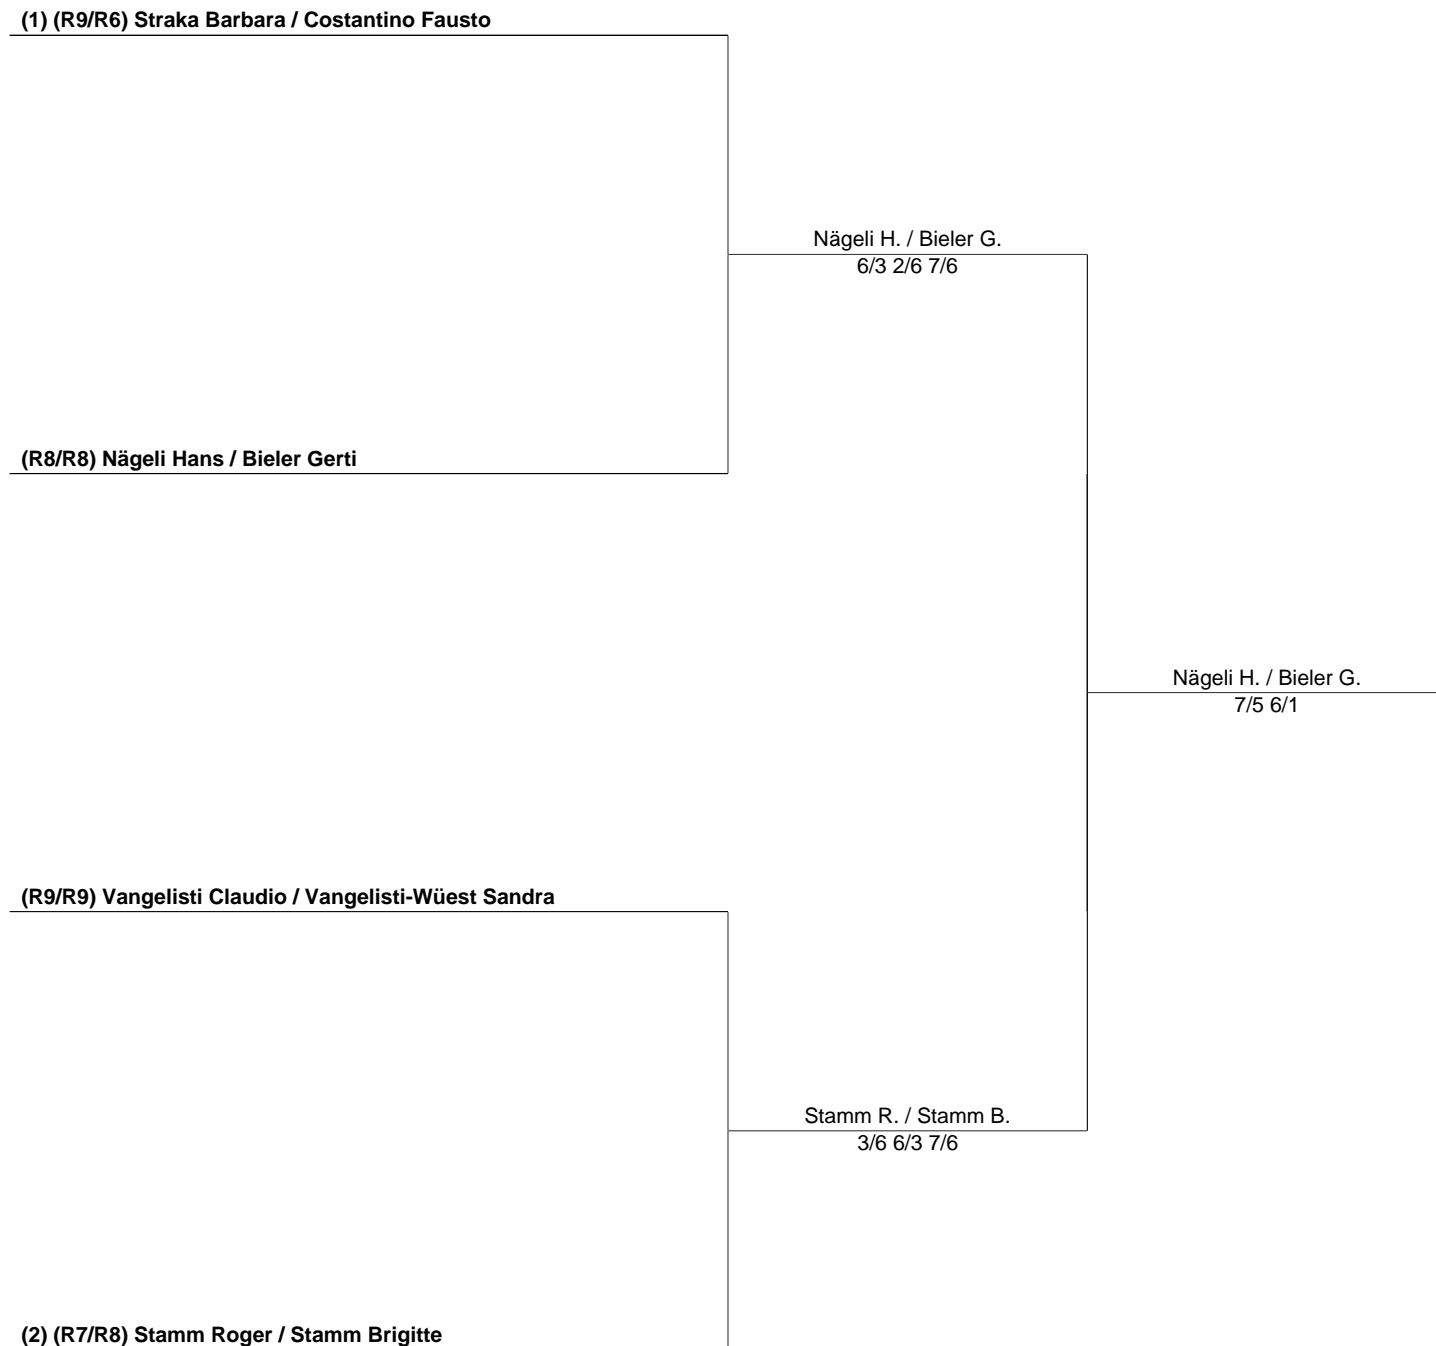 (1) (R9/R6) Straka Barbara / Costantino Fausto
Nägeli H. / Bieler G.
6/3 2/6 7/6
(R8/R8) Nägeli Hans / Bieler Gerti
Nägeli H. / Bieler G.
7/5 6/1
(R9/R9) Vangelisti Claudio / Vangelisti-Wüest Sandra
Stamm R. / Stamm B.
3/6 6/3 7/6
(2) (R7/R8) Stamm Roger / Stamm Brigitte